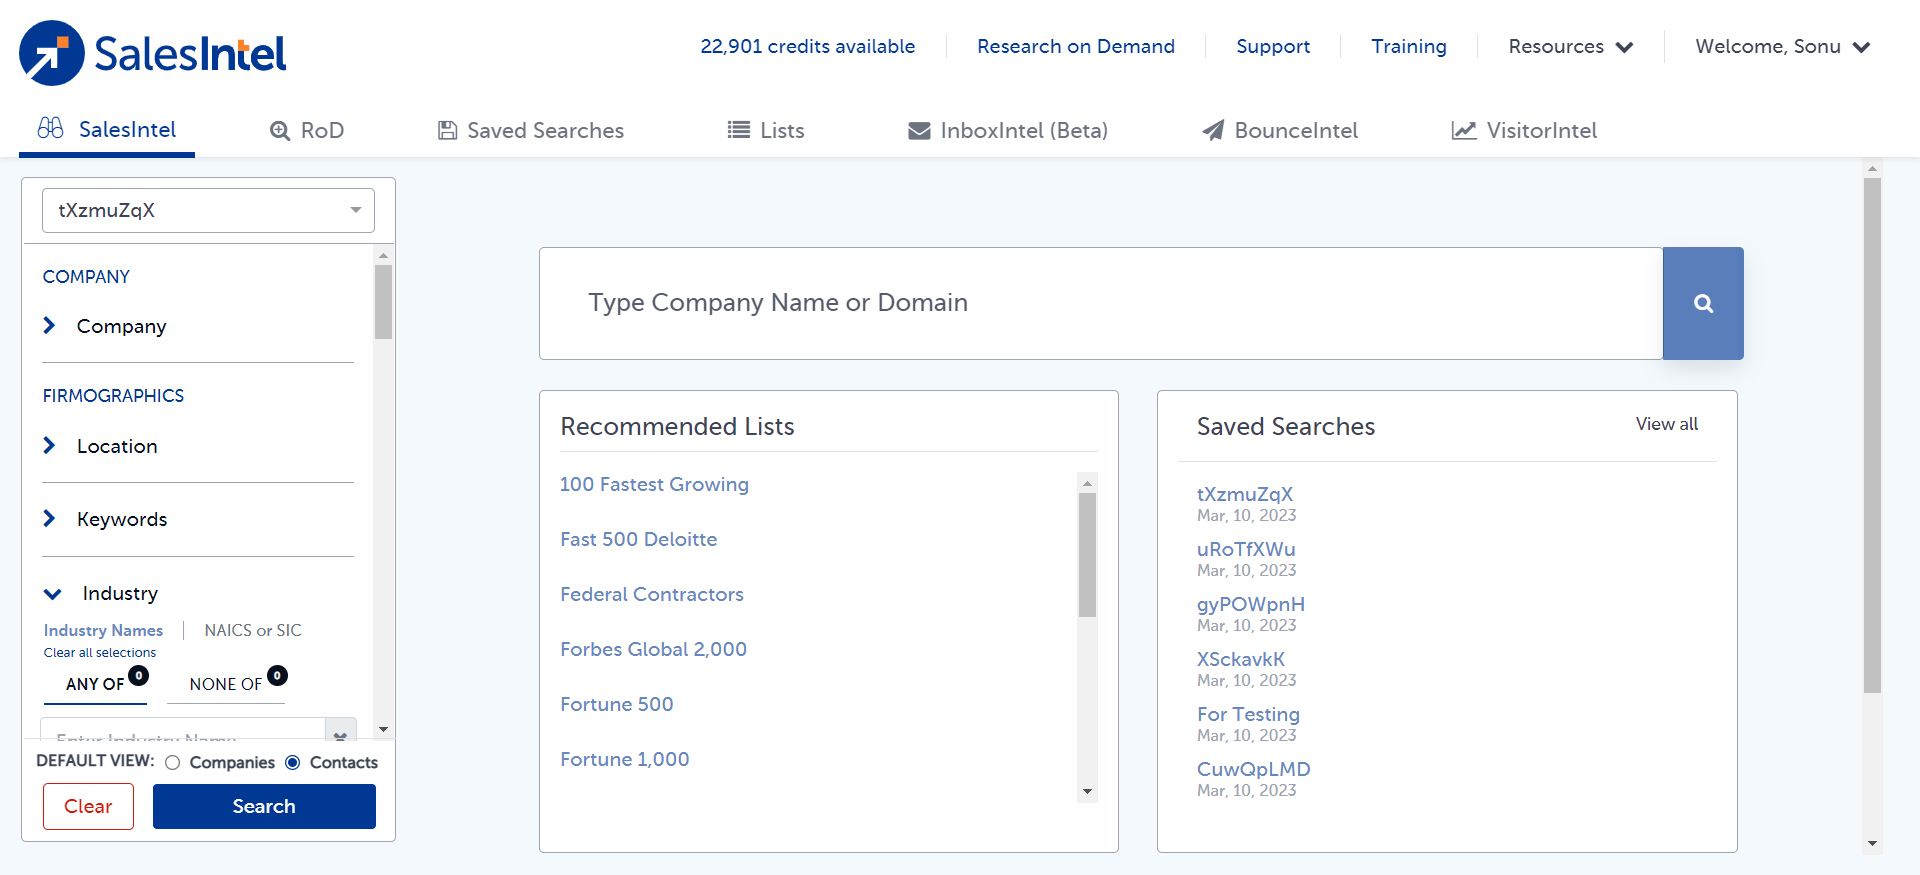 SalesIntel
22,901 credits available
Research on Demand
Support
Training
Resources
Welcome, Sonu
SalesIntel
RoD
Saved Searches
Lists
InboxIntel (Beta)
BounceIntel
VisitorIntel
tXzmuZqX
COMPANY
Company
FIRMOGRAPHICS
Location
Keywords
Industry
Industry Names | NAICS or SIC
Clear all selections
ANY OF 0 NONE OF 0
Enter Industry Name
DEFAULT VIEW: Companies Contacts
Clear Search
Type Company Name or Domain
Recommended Lists
100 Fastest Growing
Fast 500 Deloitte
Federal Contractors
Forbes Global 2,000
Fortune 500
Fortune 1,000
Saved Searches View all
tXzmuZqX
Mar, 10, 2023
uRoTfXWu
Mar, 10, 2023
gyPOWpnH
Mar, 10, 2023
XSckavkK
Mar, 10, 2023
For Testing
Mar, 10, 2023
CuwQpLMD
Mar, 10, 2023